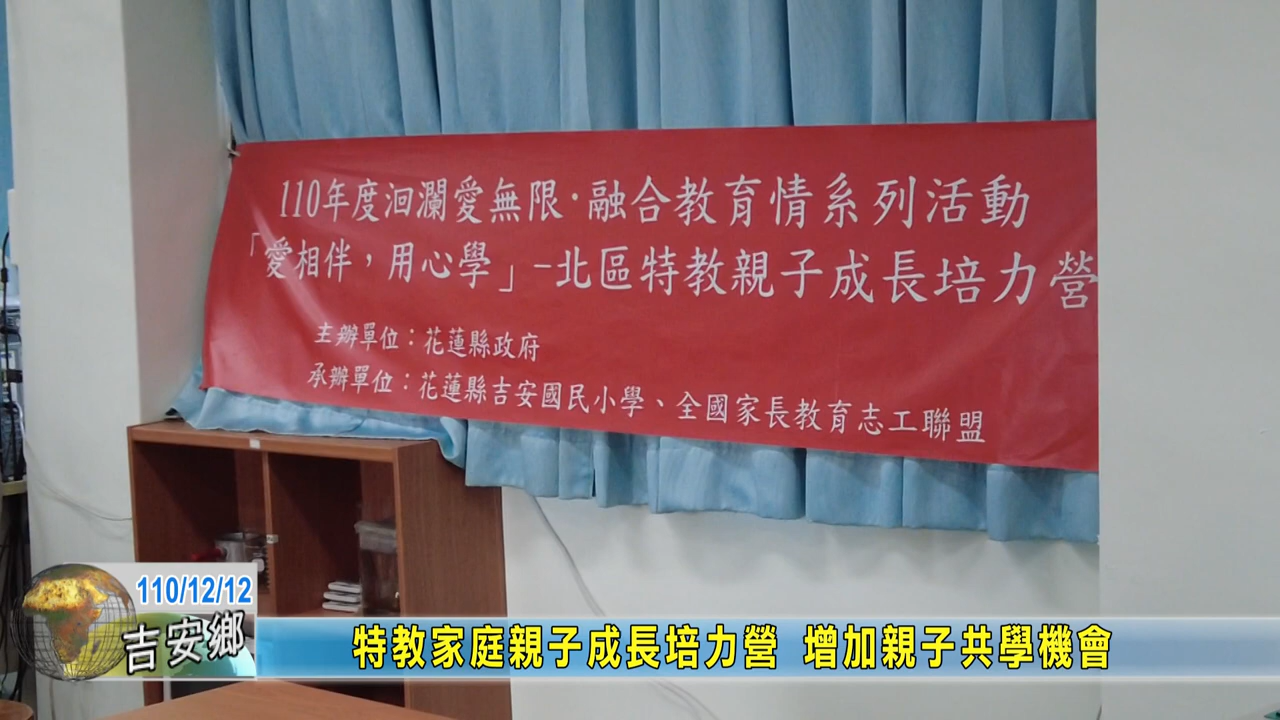 110年度洄瀾愛無限·融合教育情系列活動
「愛相伴，用心學」-北區特教親子成長培力營
主辦單位：花蓮縣政府
承辦單位：花蓮縣吉安國民小學、全國家長教育志工聯盟
110/12/12
吉安鄉
特教家庭親子成長培力營 增加親子共學機會